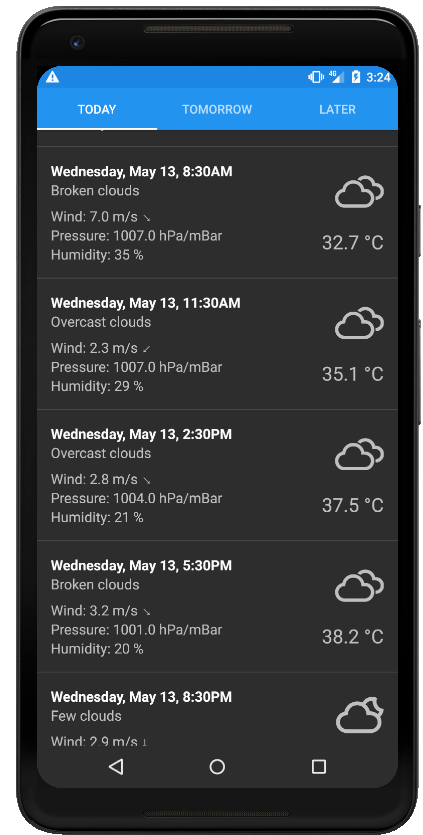 4G 3:24
TODAY TOMORROW LATER
Wednesday, May 13, 8:30AM
Broken clouds
Wind: 7.0 m/s ↘
Pressure: 1007.0 hPa/mBar
Humidity: 35 %
32.7 °C
Wednesday, May 13, 11:30AM
Overcast clouds
Wind: 2.3 m/s ↙
Pressure: 1007.0 hPa/mBar
Humidity: 29 %
35.1 °C
Wednesday, May 13, 2:30PM
Overcast clouds
Wind: 2.8 m/s ↘
Pressure: 1004.0 hPa/mBar
Humidity: 21 %
37.5 °C
Wednesday, May 13, 5:30PM
Broken clouds
Wind: 3.2 m/s ↘
Pressure: 1001.0 hPa/mBar
Humidity: 20 %
38.2 °C
Wednesday, May 13, 8:30PM
Few clouds
Wind: 2.9 m/s ↓